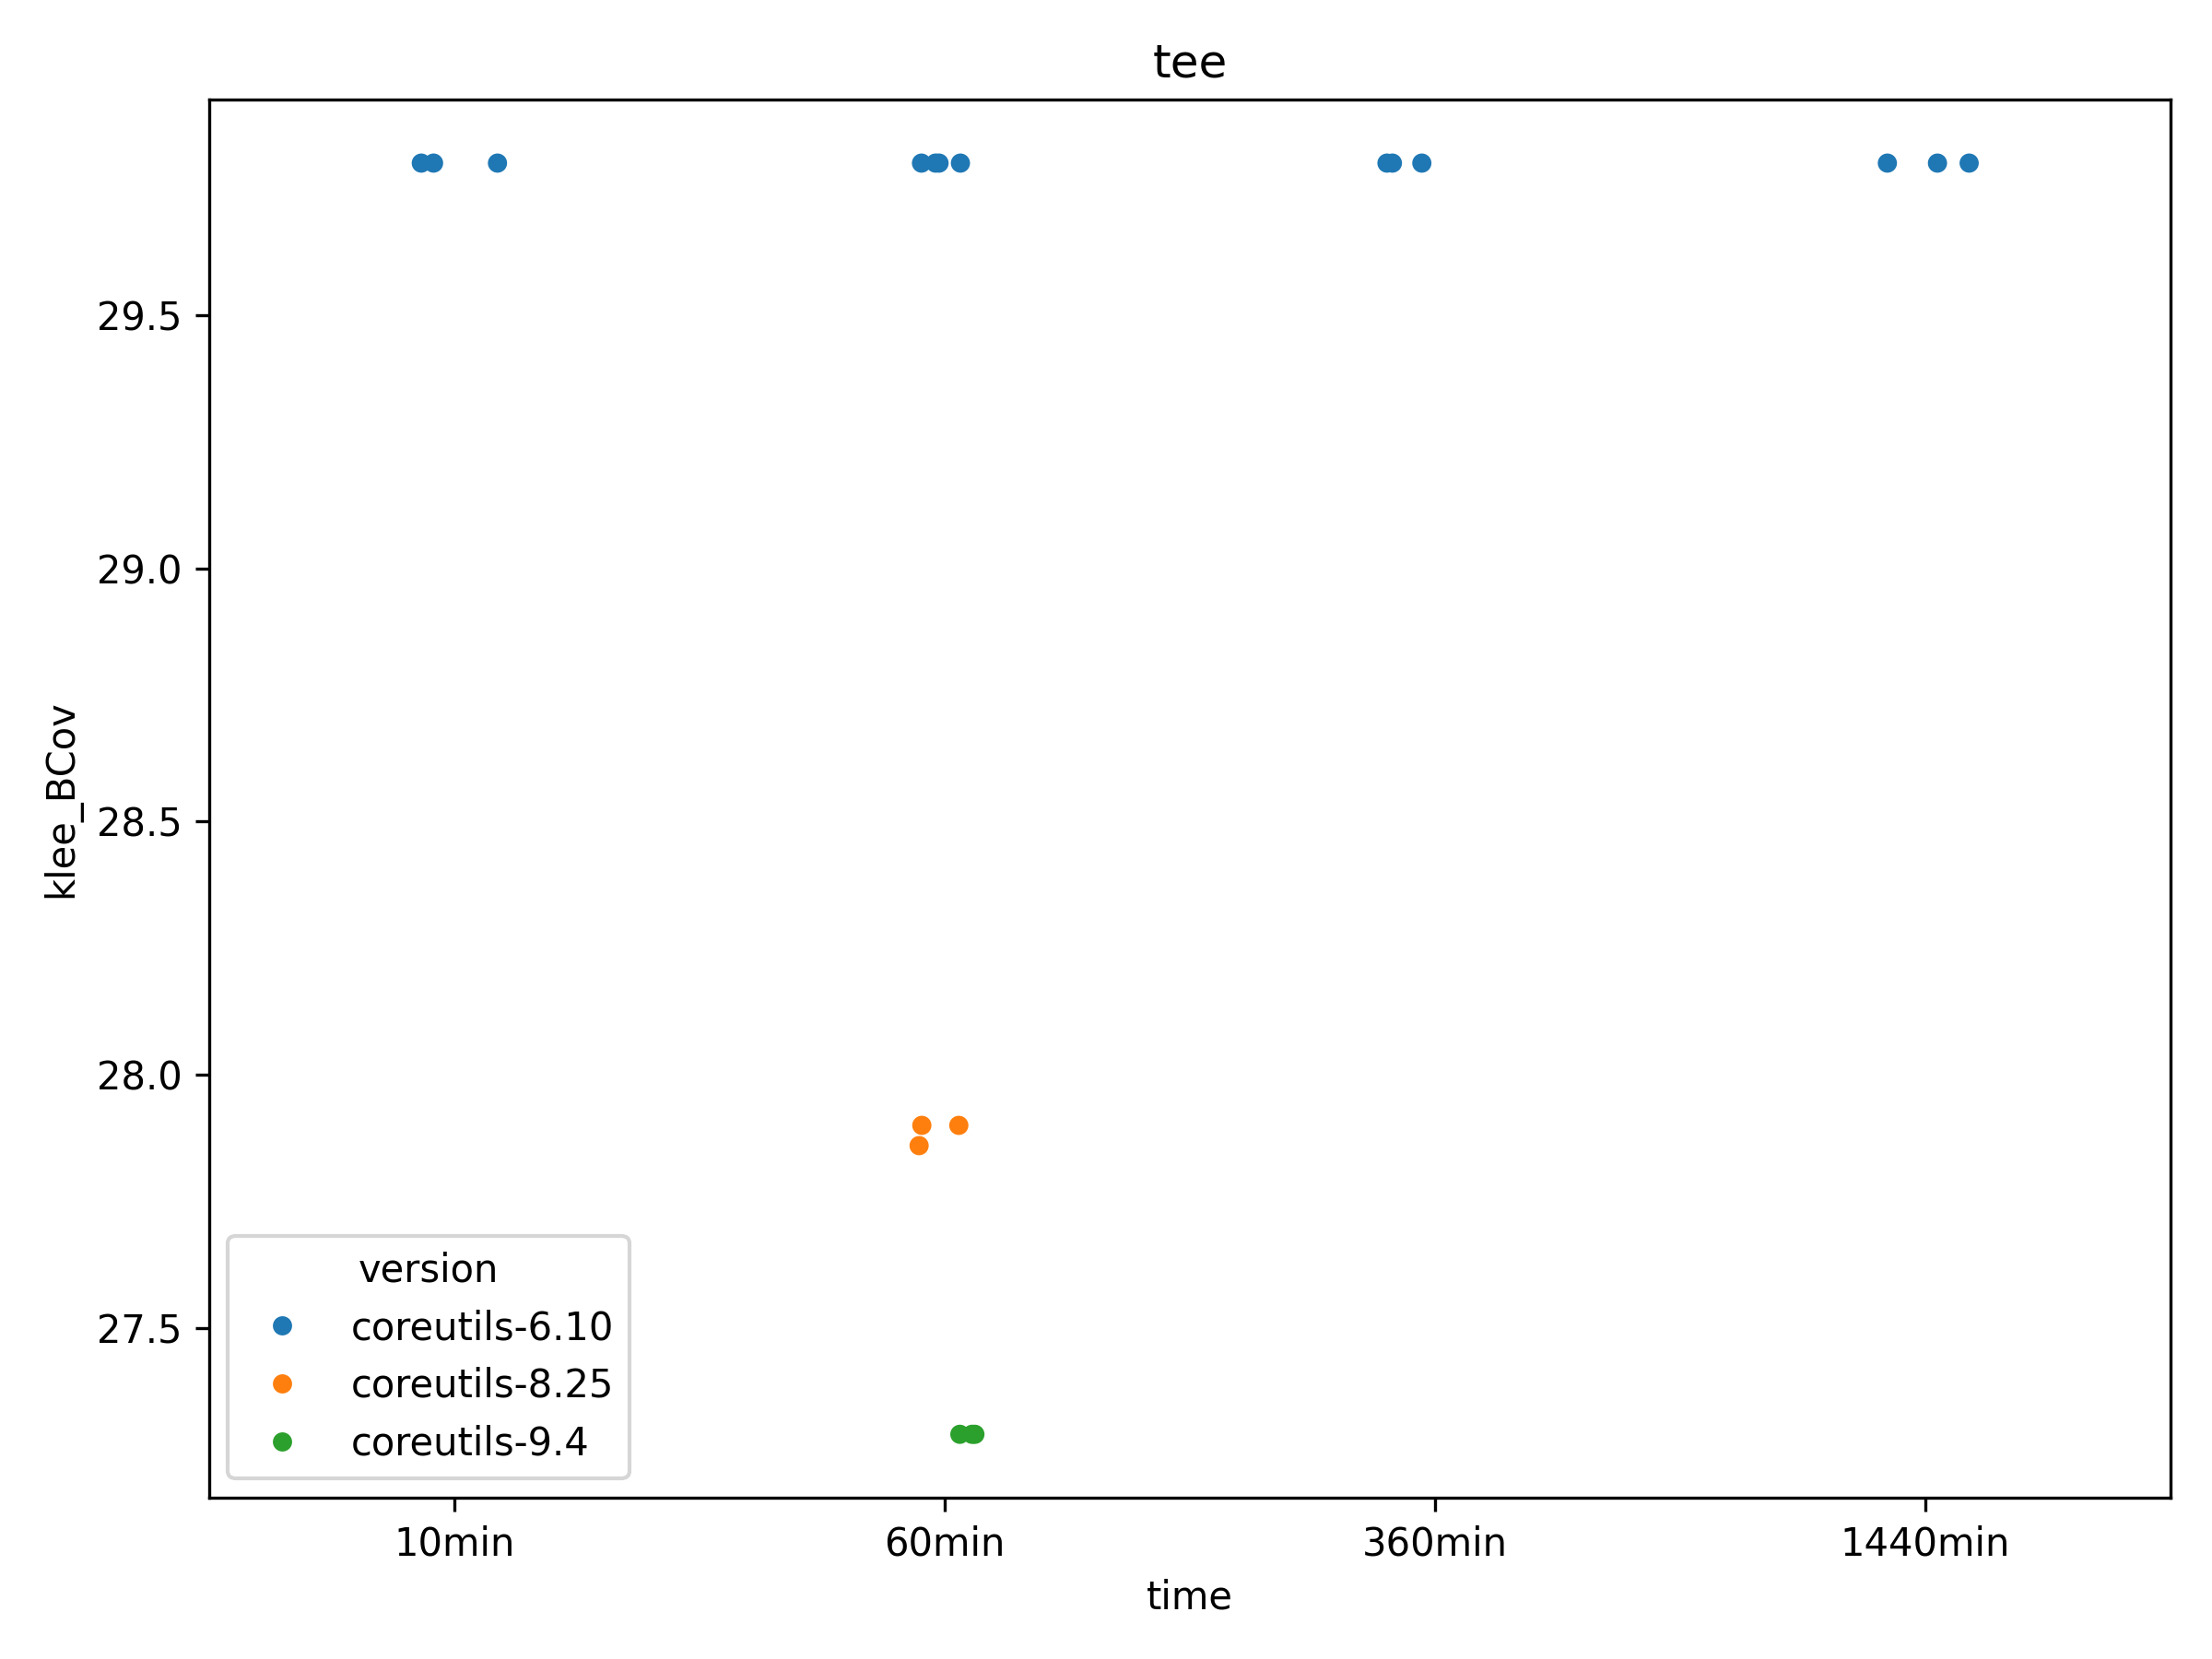 tee
29.5
29.0
28.5
28.0
27.5
klee_BCov
version
coreutils-6.10
coreutils-8.25
coreutils-9.4
10min
60min
360min
1440min
time